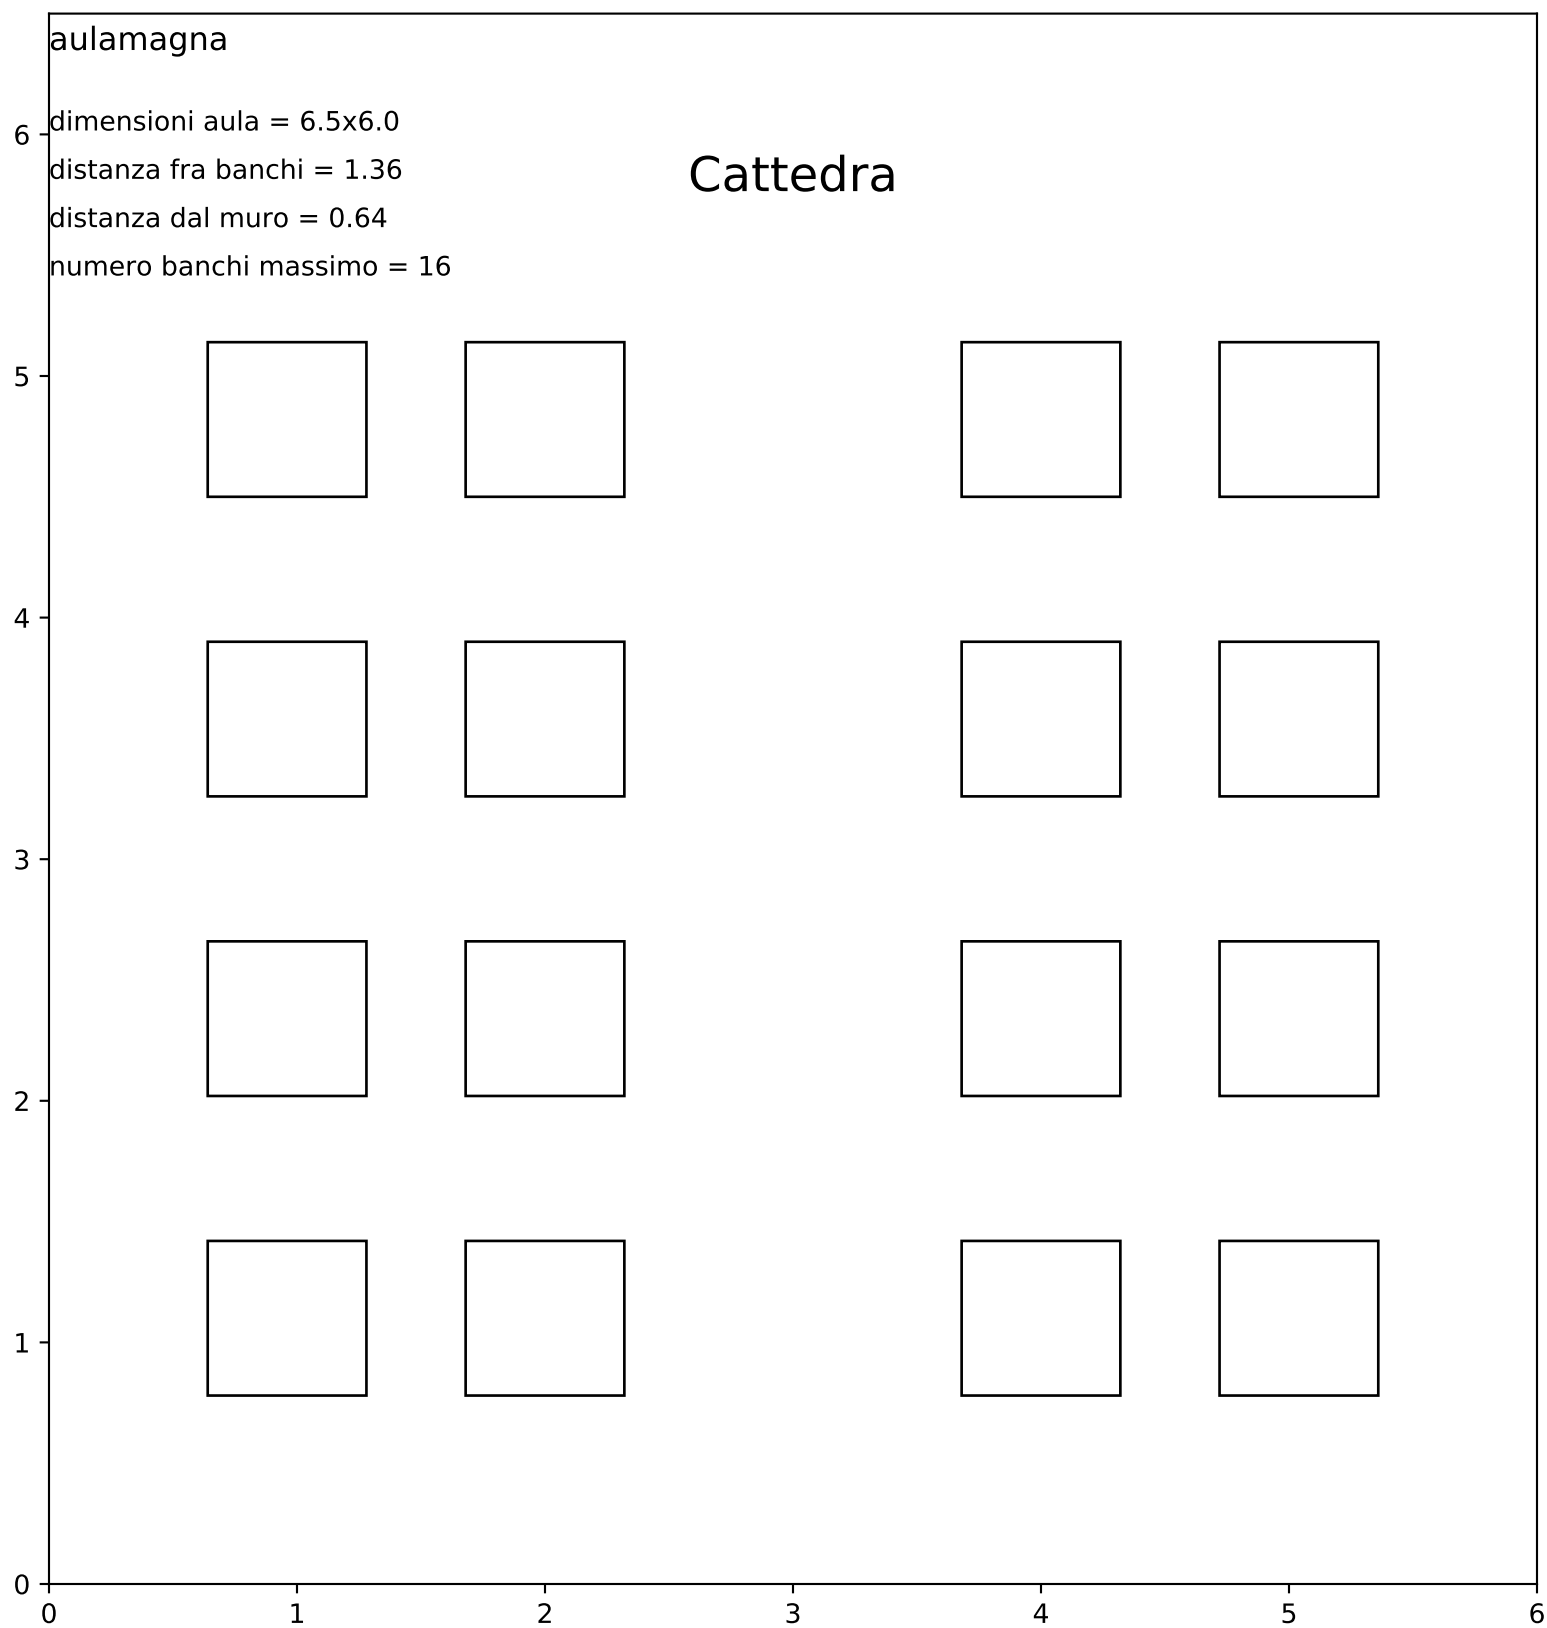 aulamagna
dimensioni aula = 6.5x6.0
distanza fra banchi = 1.36
distanza dal muro = 0.64
numero banchi massimo = 16
Cattedra
6
5
4
3
2
1
0
0 1 2 3 4 5 6